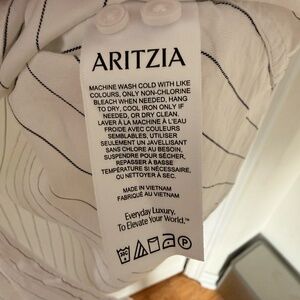 ARITZIA
MACHINE WASH COLD WITH LIKE
COLOURS, ONLY NON-CHLORINE
BLEACH WHEN NEEDED, HANG
TO DRY, COOL IRON ONLY IF
NEEDED, OR DRY CLEAN.
LAVER À LA MACHINE À L'EAU
FROIDE AVEC COULEURS
SEMBLABLES, UTILISER
SEULEMENT UN JAVELLISANT
SANS CHLORE AU BESOIN,
SUSPENDRE POUR SÉCHER,
REPASSER À BASSE
TEMPÉRATURE SI NÉCESSAIRE,
OU NETTOYER À SEC.
MADE IN VIETNAM
FABRIQUÉ AU VIETNAM
Everyday Luxury.
To Elevate Your World.™